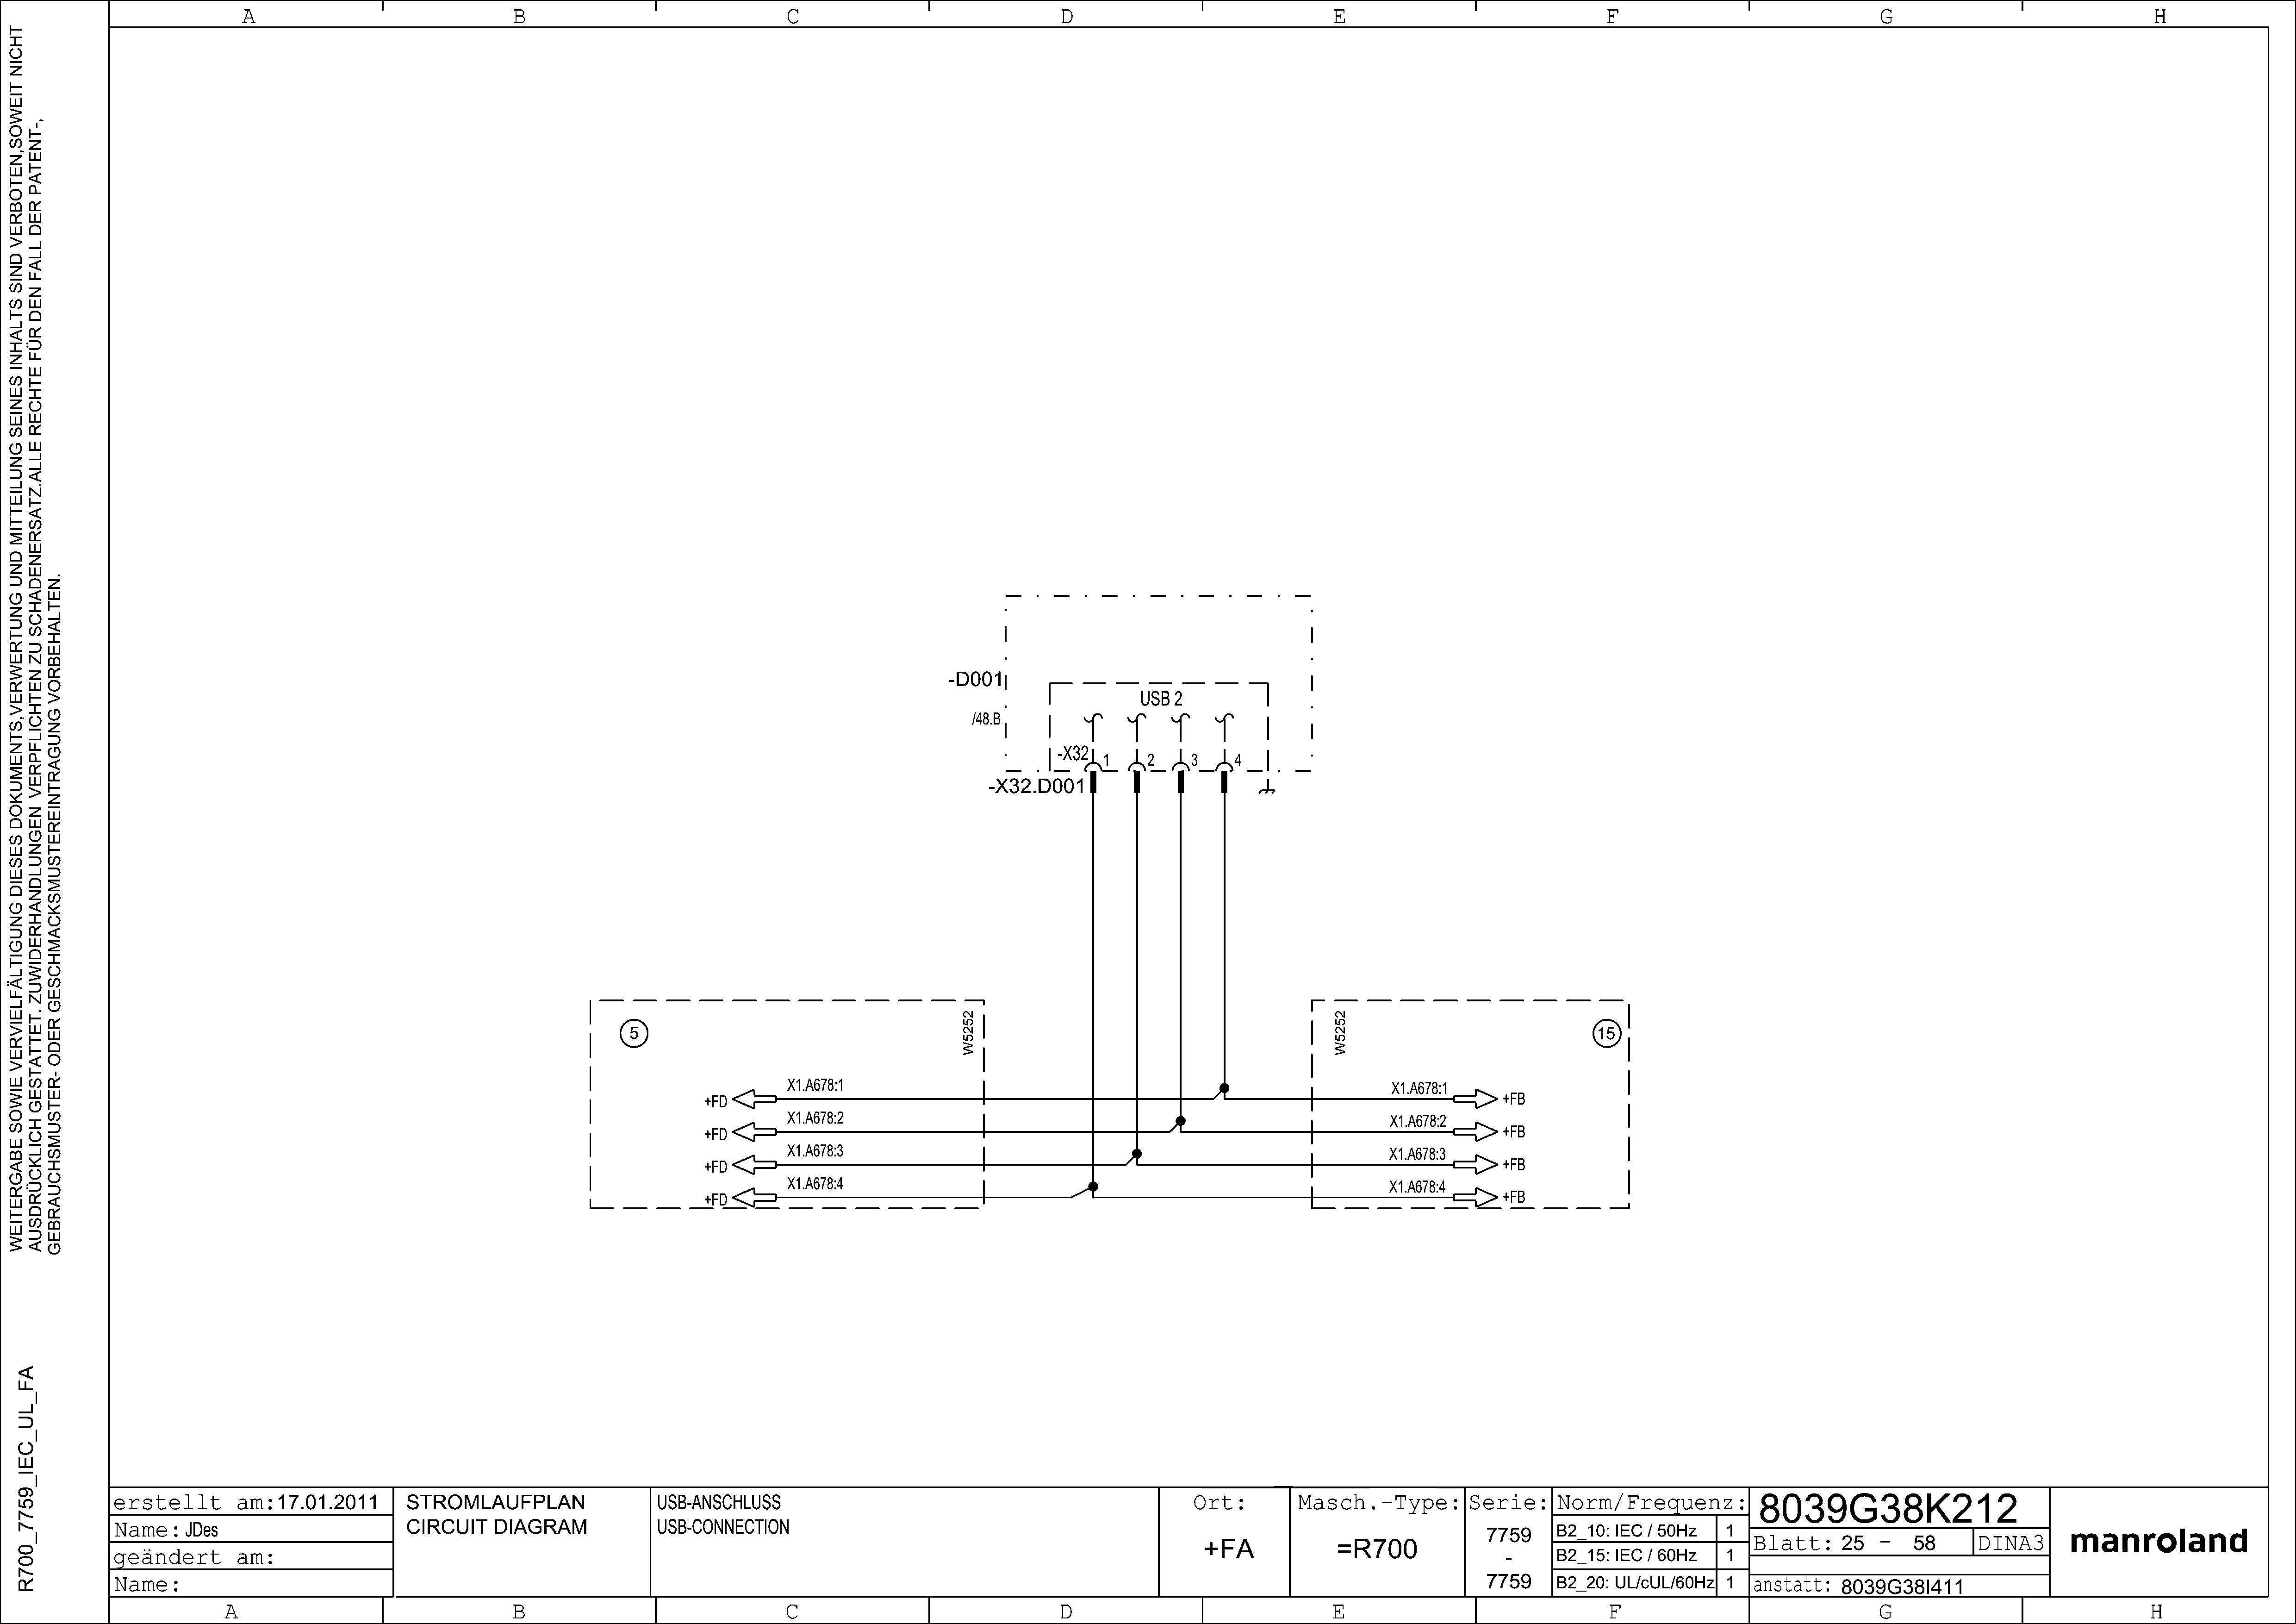 A B C D E F G H
WEITERGABE SOWIE VERVIELFÄLTIGUNG DIESES DOKUMENTS,VERWERTUNG UND MITTEILUNG SEINES INHALTS SIND VERBOTEN,SOWEIT NICHT
AUSDRÜCKLICH GESTATTET. ZUWIDERHANDLUNGEN VERPFLICHTEN ZU SCHADENERSATZ.ALLE RECHTE FÜR DEN FALL DER PATENT-,
GEBRAUCHSMUSTER- ODER GESCHMACKSMUSTEREINTRAGUNG VORBEHALTEN.
R700_7759_IEC_UL_FA
-D001
/48.B
USB 2
-X32 1 2 3 4
-X32.D001
5 W5252
+FD X1.A678:1
+FD X1.A678:2
+FD X1.A678:3
+FD X1.A678:4
W5252 15
X1.A678:1 +FB
X1.A678:2 +FB
X1.A678:3 +FB
X1.A678:4 +FB
erstellt am:17.01.2011
Name: JDes
geändert am:
Name:
STROMLAUFPLAN
CIRCUIT DIAGRAM
USB-ANSCHLUSS
USB-CONNECTION
Ort:
+FA
Masch.-Type:
=R700
Serie:
7759
-
7759
Norm/Frequenz:
B2_10: IEC / 50Hz 1
B2_15: IEC / 60Hz 1
B2_20: UL/cUL/60Hz 1
8039G38K212
Blatt: 25 - 58 DINA3
anstatt: 8039G38I411
manroland
A B C D E F G H